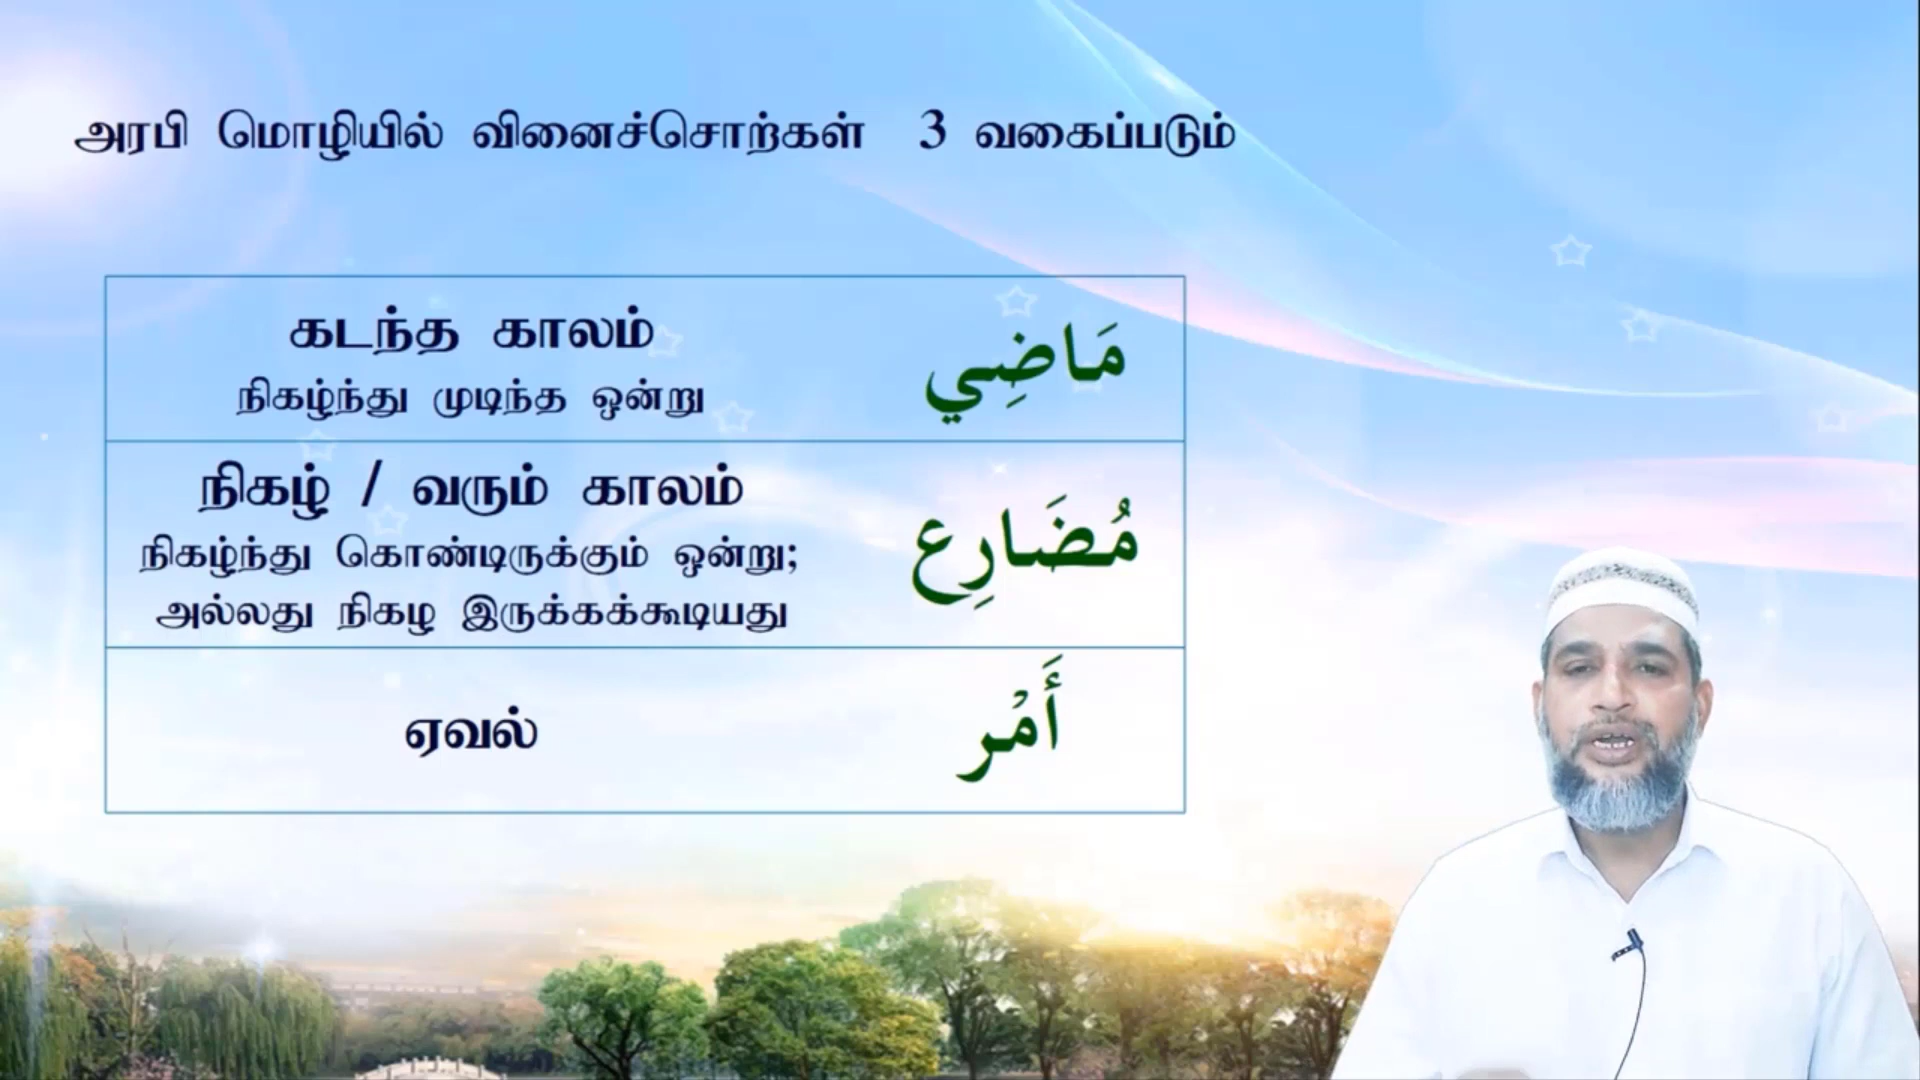 அரபி மொழியில் வினைச்சொற்கள் 3 வகைப்படும்
கடந்த காலம்
நிகழ்ந்து முடிந்த ஒன்று
مَاضِي
நிகழ் / வரும் காலம்
நிகழ்ந்து கொண்டிருக்கும் ஒன்று;
அல்லது நிகழ இருக்கக்கூடியது
مُضَارِع
ஏவல்
أَمْر